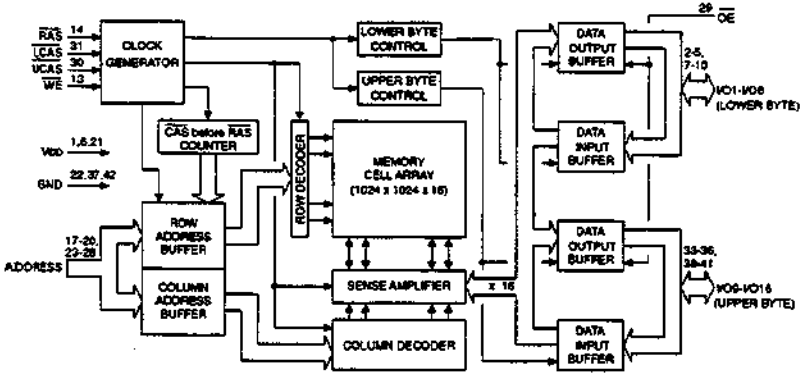 RAS 14
LCAS 31
UCAS 30
WE 13
CLOCK
GENERATOR
LOWER BYTE
CONTROL
UPPER BYTE
CONTROL
29 OE
DATA
OUTPUT
BUFFER
2-5,
7-10
I/O1-I/O8
(LOWER BYTE)
DATA
INPUT
BUFFER
CAS before RAS
COUNTER
VDD 1,6,21
GND 22,37,42
ROW DECODER
MEMORY
CELL ARRAY
(1024 x 1024 x 16)
17-20,
23-28
ADDRESS
ROW
ADDRESS
BUFFER
COLUMN
ADDRESS
BUFFER
SENSE AMPLIFIER
x 16
COLUMN DECODER
DATA
OUTPUT
BUFFER
33-36,
38-41
I/O9-I/O16
(UPPER BYTE)
DATA
INPUT
BUFFER